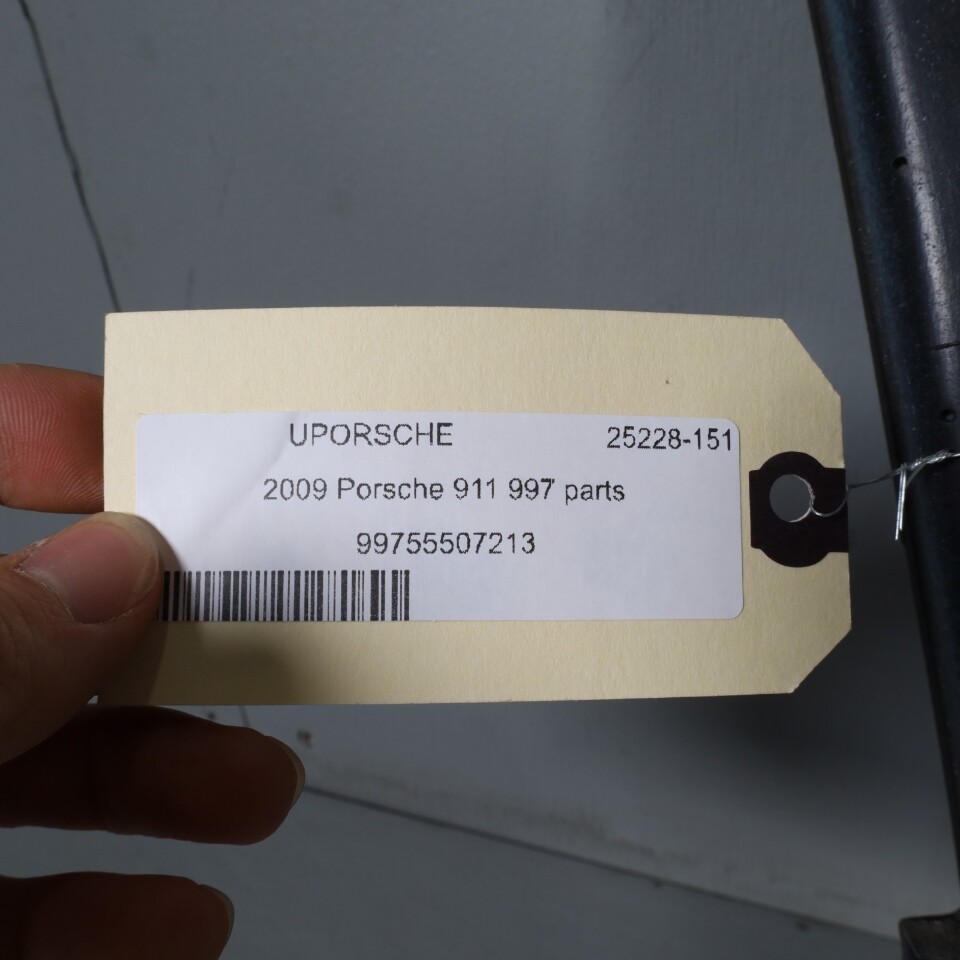 UPORSCHE 25228-151
2009 Porsche 911 997 parts
99755507213